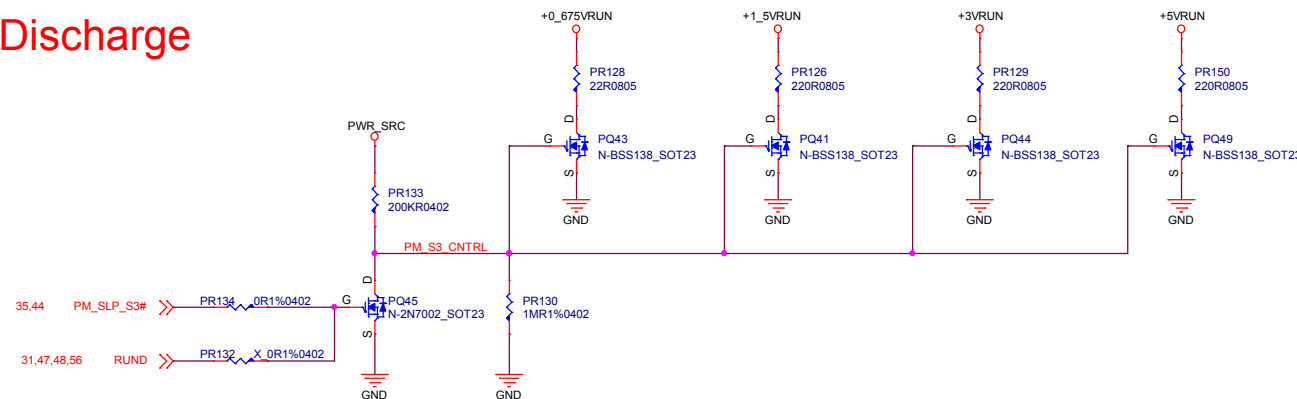 Discharge
+0_675VRUN
+1_5VRUN
+3VRUN
+5VRUN
PR128
22R0805
PR126
220R0805
PR129
220R0805
PR150
220R0805
D
G
S
PQ43
N-BSS138_SOT23
GND
D
G
S
PQ41
N-BSS138_SOT23
GND
D
G
S
PQ44
N-BSS138_SOT23
GND
D
G
S
PQ49
N-BSS138_SOT23
GND
PWR_SRC
PR133
200KR0402
PM_S3_CNTRL
35,44 PM_SLP_S3#
PR134 0R1%0402
D
G
S
PQ45
N-2N7002_SOT23
PR130
1MR1%0402
31,47,48,56 RUND
PR132 X_0R1%0402
GND
GND